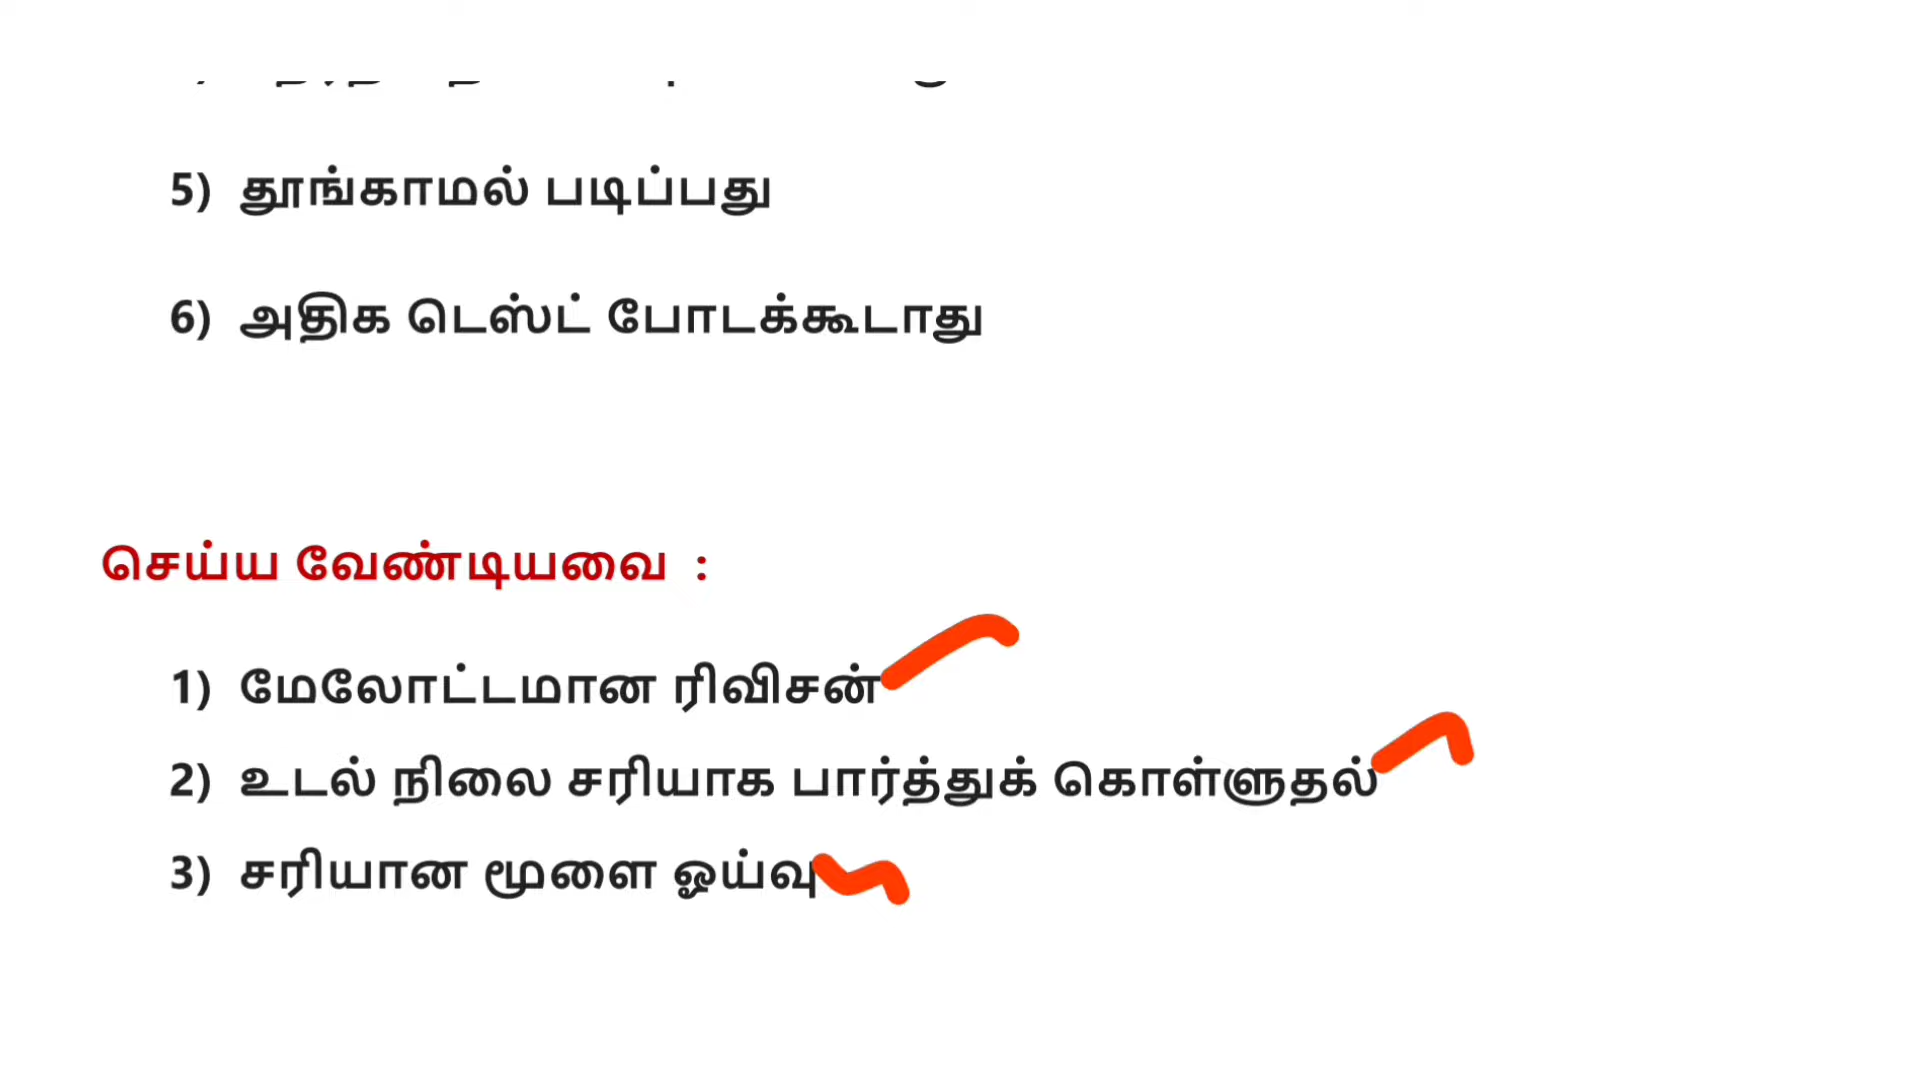 5) தூங்காமல் படிப்பது
6) அதிக டெஸ்ட் போடக்கூடாது
செய்ய வேண்டியவை :
1) மேலோட்டமான ரிவிசன்
2) உடல் நிலை சரியாக பார்த்துக் கொள்ளுதல்
3) சரியான மூளை ஓய்வு